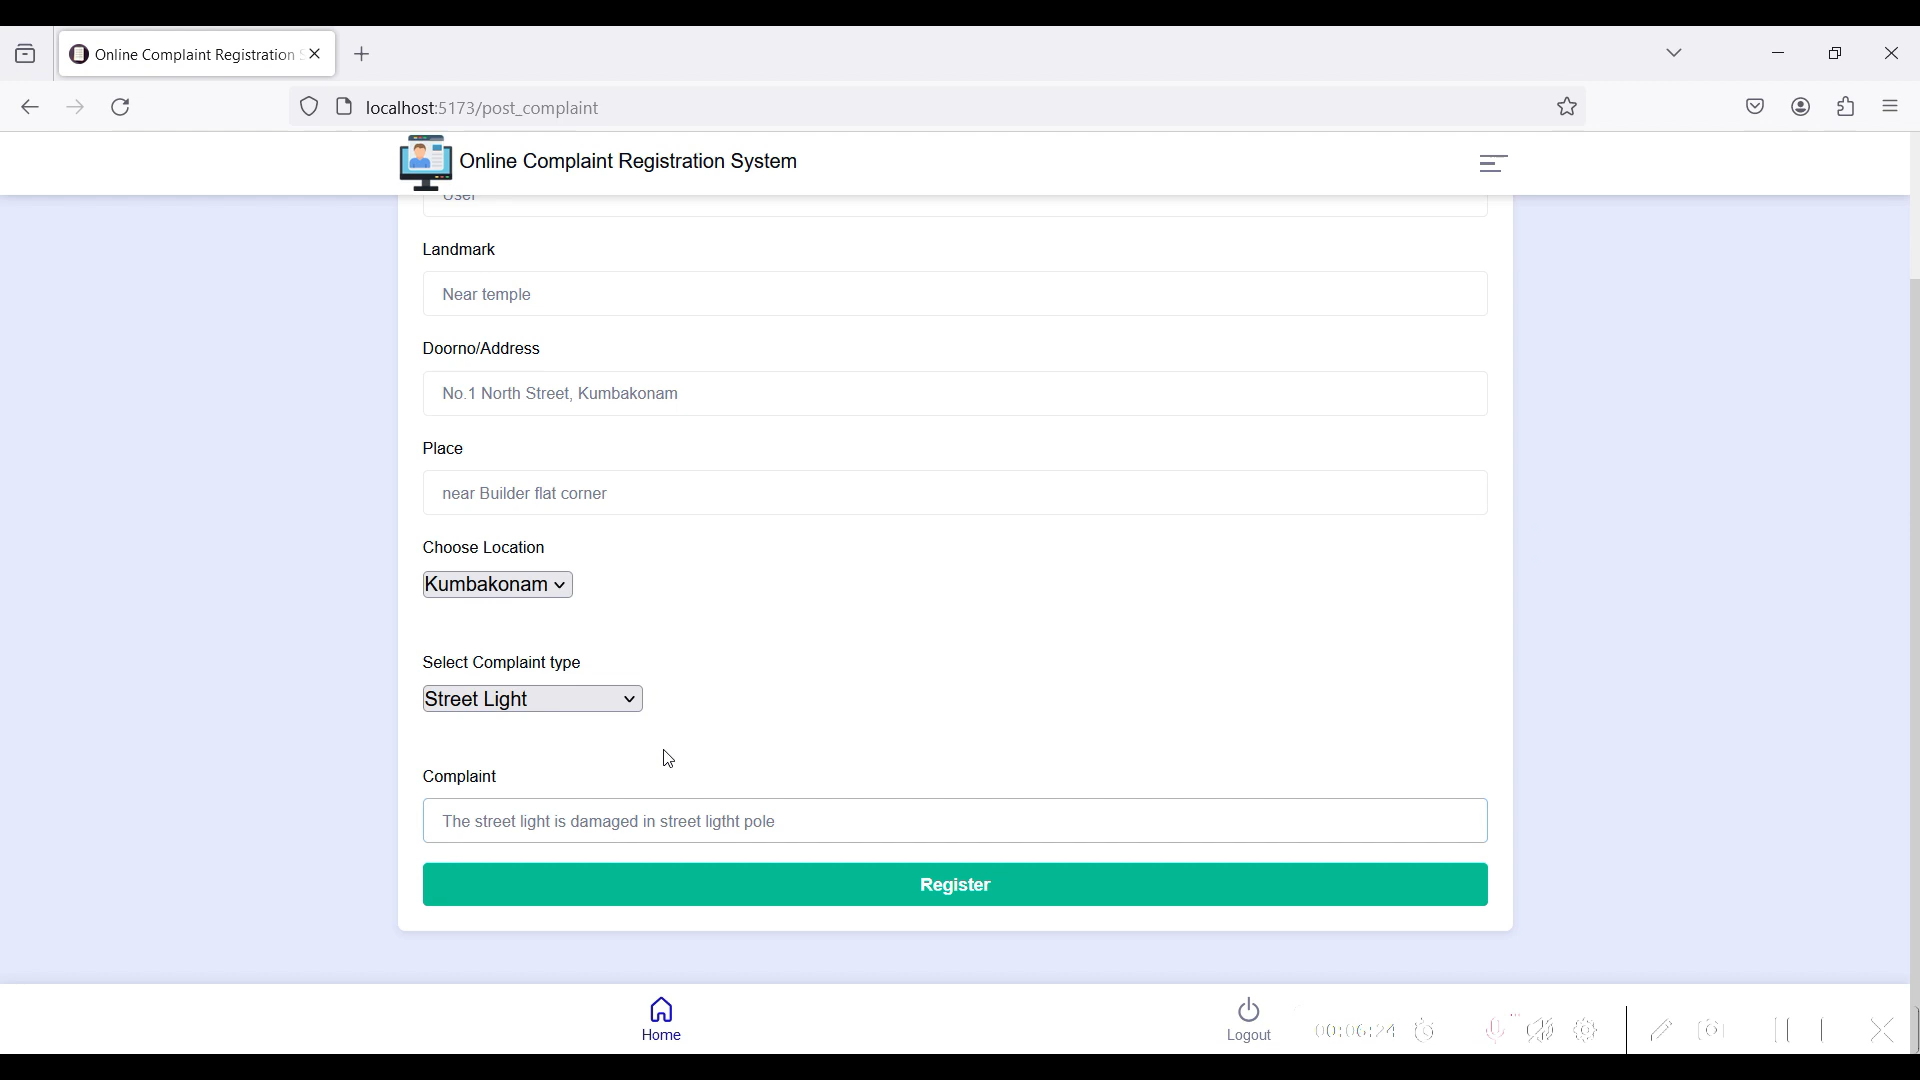 Online Complaint Registration S
localhost:5173/post_complaint
Online Complaint Registration System
User
Landmark
Near temple
Doorno/Address
No.1 North Street, Kumbakonam
Place
near Builder flat corner
Choose Location
Kumbakonam
Select Complaint type
Street Light
Complaint
The street light is damaged in street ligtht pole
Register
Home
Logout
00:06:24